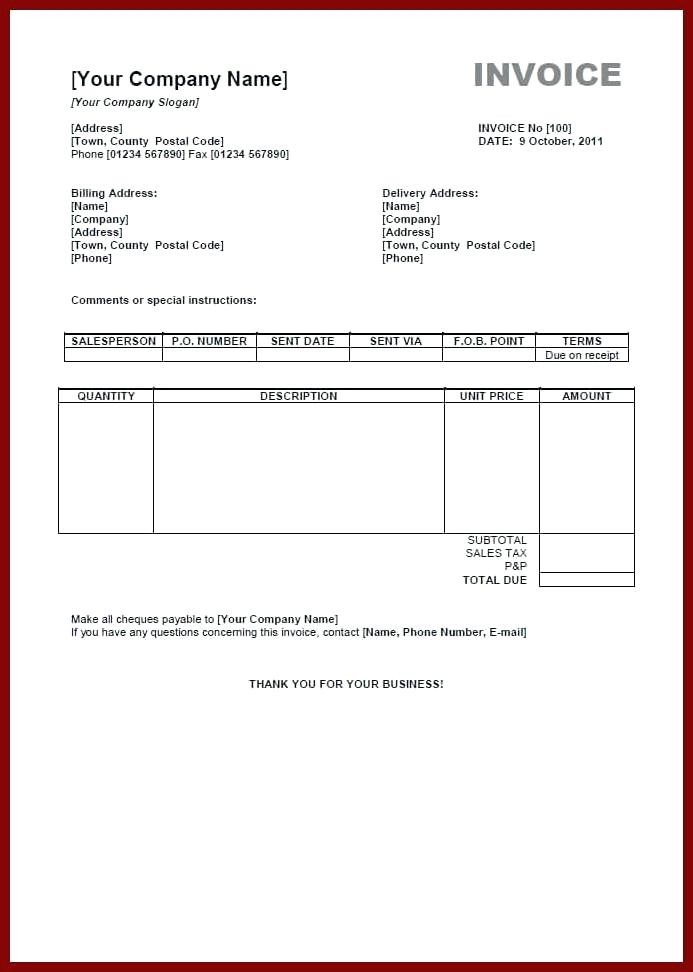 [Your Company Name]
INVOICE
[Your Company Slogan]
[Address]
[Town, County  Postal Code]
Phone [01234 567890] Fax [01234 567890]
INVOICE No [100]
DATE:  9 October, 2011
Billing Address:
[Name]
[Company]
[Address]
[Town, County  Postal Code]
[Phone]
Delivery Address:
[Name]
[Company]
[Address]
[Town, County  Postal Code]
[Phone]
Comments or special instructions:
SALESPERSON P.O. NUMBER SENT DATE SENT VIA F.O.B. POINT TERMS
Due on receipt
QUANTITY DESCRIPTION UNIT PRICE AMOUNT
SUBTOTAL
SALES TAX
P&P
TOTAL DUE
Make all cheques payable to [Your Company Name]
If you have any questions concerning this invoice, contact [Name, Phone Number, E-mail]
THANK YOU FOR YOUR BUSINESS!